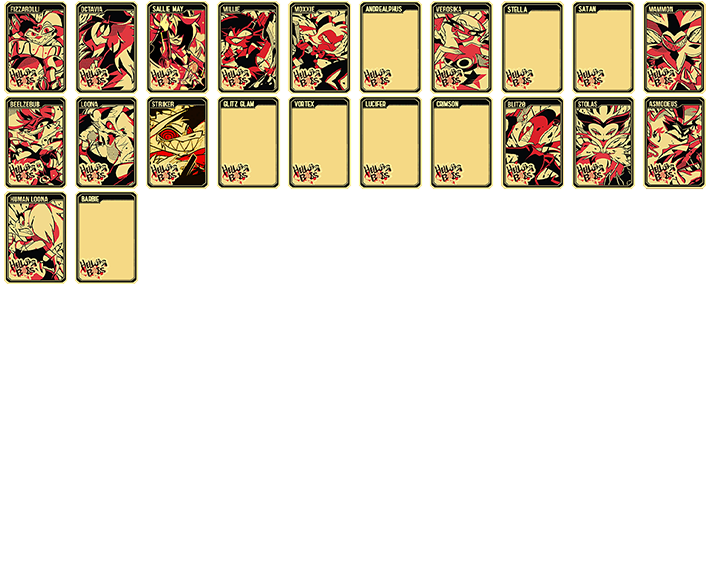 FIZZAROLLI
OCTAVIA
SALLIE MAY
MILLIE
MOXXIE
ANDREALPHUS
VEROSIKA
STELLA
SATAN
MAMMON
BEELZEBUB
LOONA
STRIKER
GLITZ GLAM
VORTEX
LUCIFER
CRIMSON
BLITZO
STOLAS
ASMODEUS
HUMAN LOONA
BARBIE